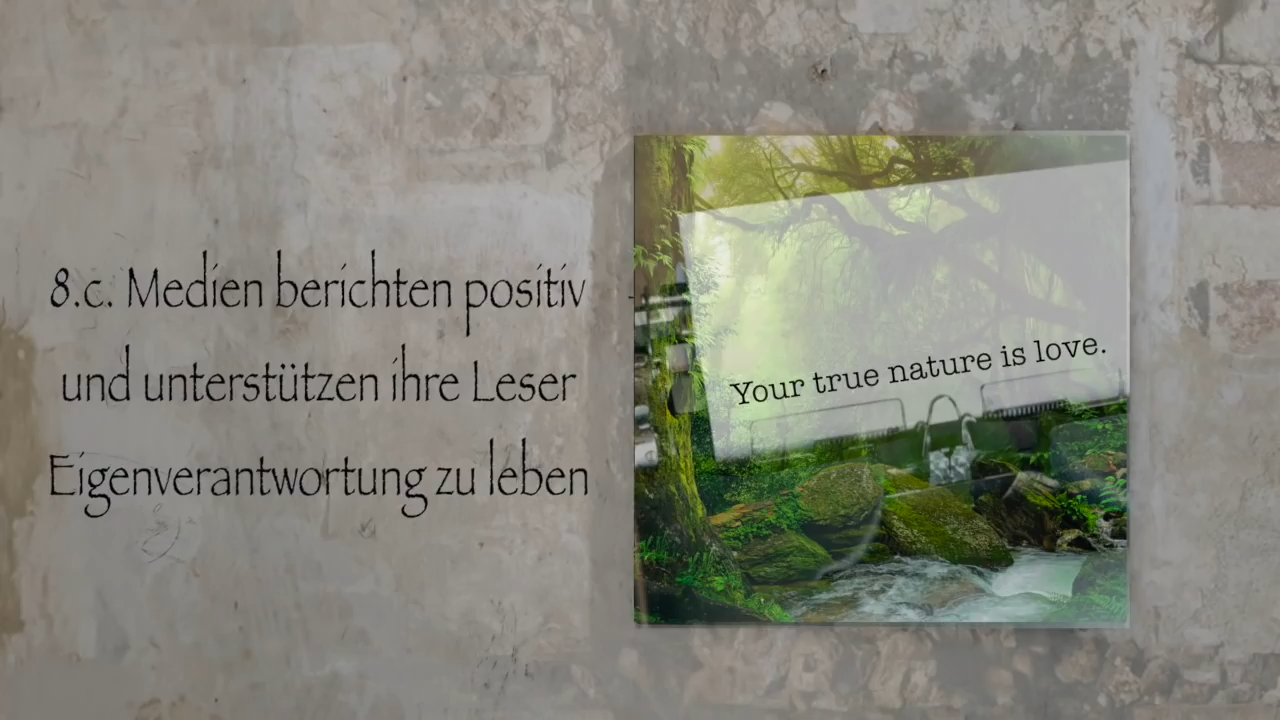 8.c. Medien berichten positiv
und unterstützen ihre Leser
Eigenverantwortung zu leben
Your true nature is love.